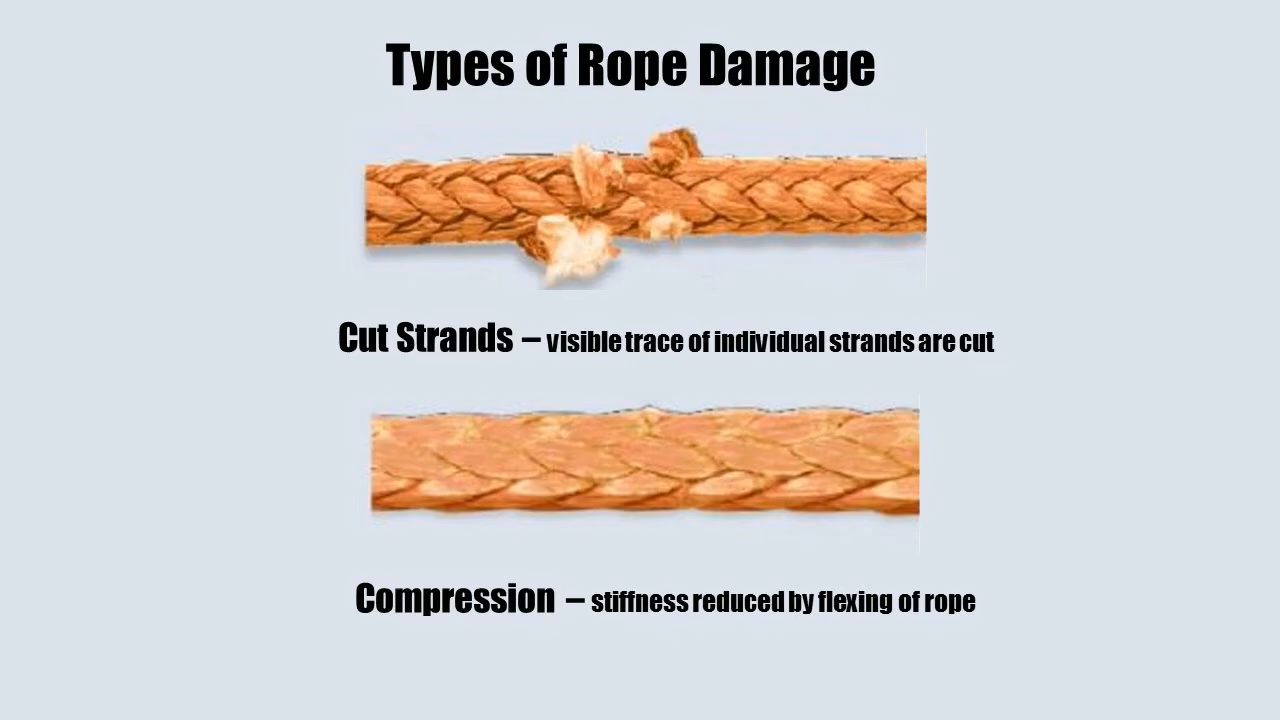 Types of Rope Damage
Cut Strands – visible trace of individual strands are cut
Compression – stiffness reduced by flexing of rope